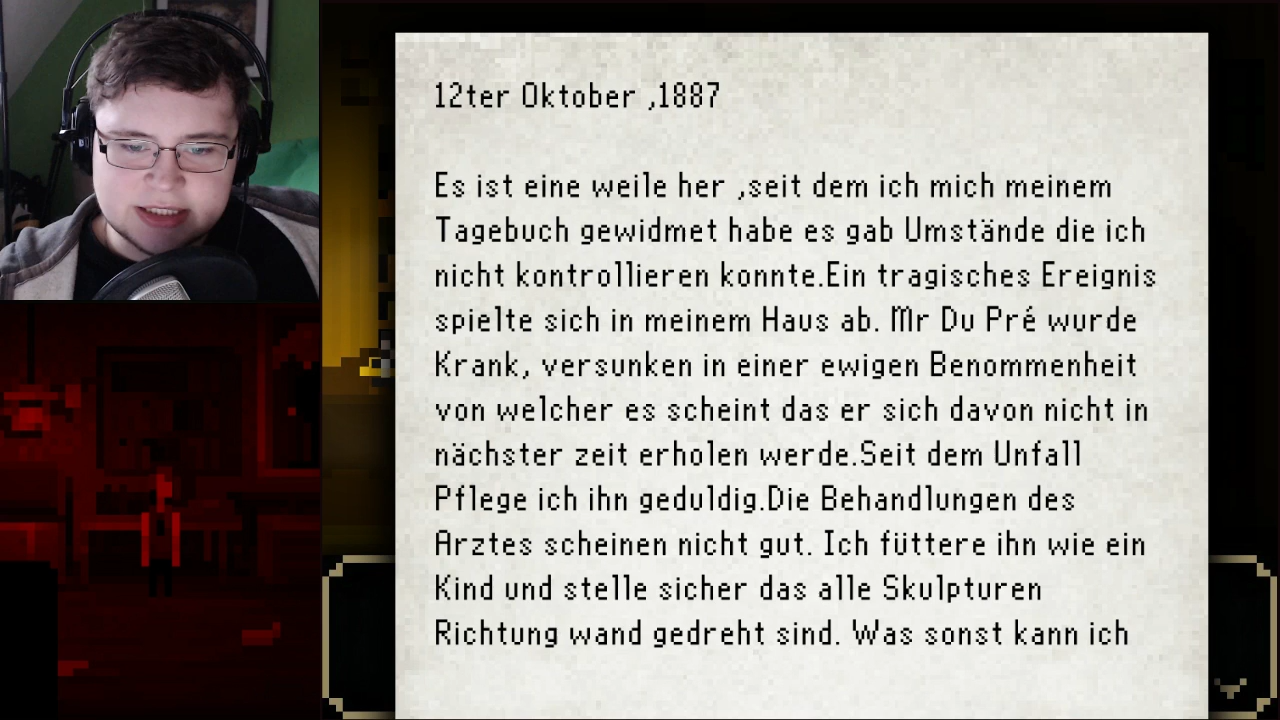 12ter Oktober ,1887
Es ist eine weile her ,seit dem ich mich meinem
Tagebuch gewidmet habe es gab Umstände die ich
nicht kontrollieren konnte.Ein tragisches Ereignis
spielte sich in meinem Haus ab. Mr Du Pré wurde
Krank, versunken in einer ewigen Benommenheit
von welcher es scheint das er sich davon nicht in
nächster zeit erholen werde.Seit dem Unfall
Pflege ich ihn geduldig.Die Behandlungen des
Arztes scheinen nicht gut. Ich füttere ihn wie ein
Kind und stelle sicher das alle Skulpturen
Richtung wand gedreht sind. Was sonst kann ich